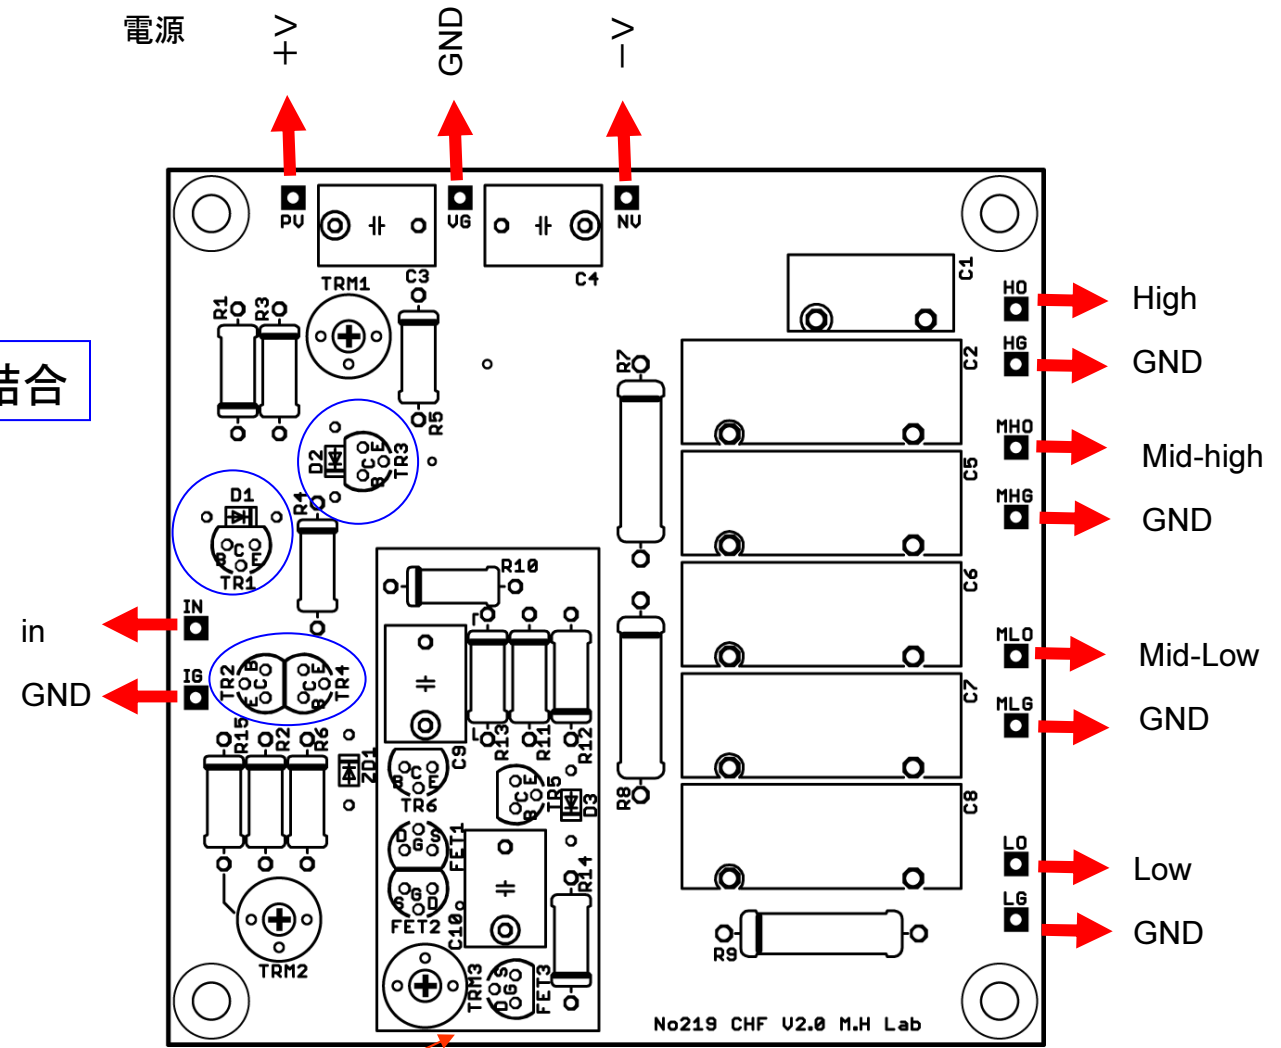 電源
+V
GND
−V
PV
VG
NV
C3
C4
TRM1
C1
HO
High
R1
R3
HG
GND
R7
C2
結合
R5
MHO
Mid-high
D2
TR3
C
E
B
C5
R4
MHG
GND
D1
B
C
E
TR1
R10
C6
IN
in
MLO
Mid-Low
IG
GND
TR2
B
C
E
TR4
E
C
B
C7
MLG
GND
R15
R2
R6
ZD1
R13
R11
R12
C9
B
C
E
TR6
TR5
E
C
B
D3
R8
C8
D
G
S
FET1
LO
Low
R14
S
G
D
FET2
C10
LG
GND
R9
TRM2
TRM3
S
G
D
FET3
No219 CHF V2.0 M.H Lab